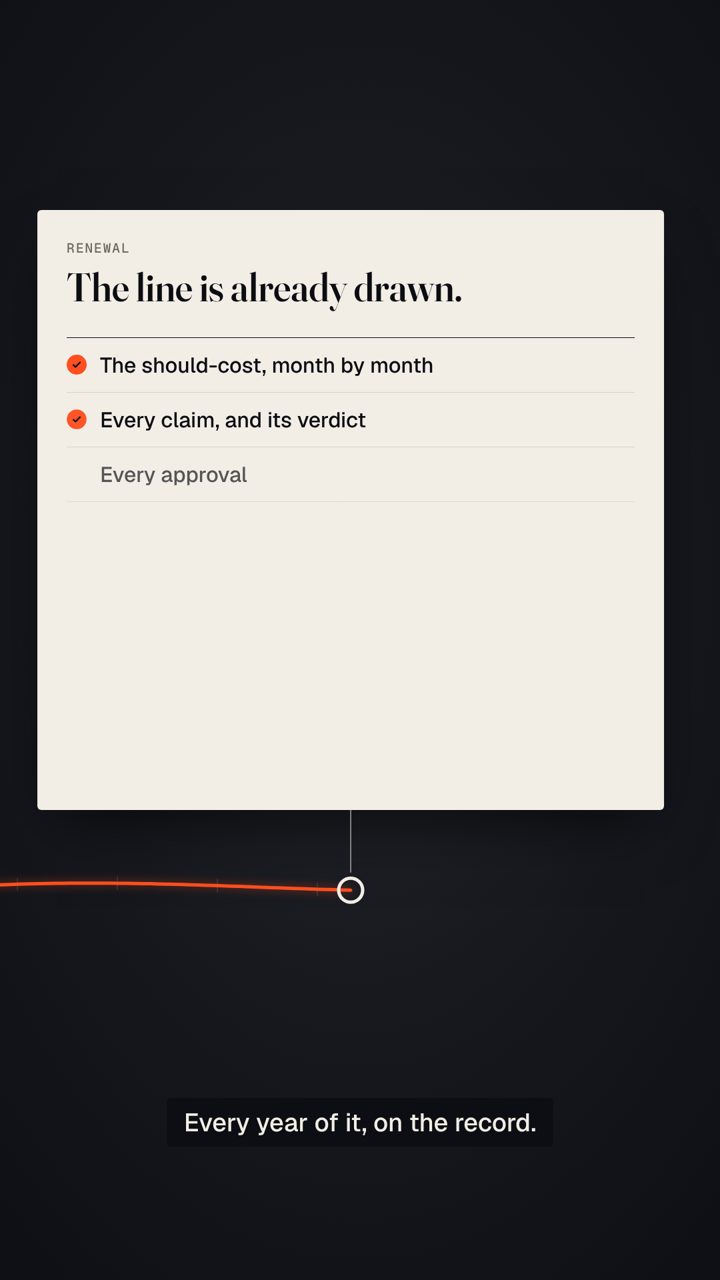 RENEWAL
The line is already drawn.
The should-cost, month by month
Every claim, and its verdict
Every approval
Every year of it, on the record.